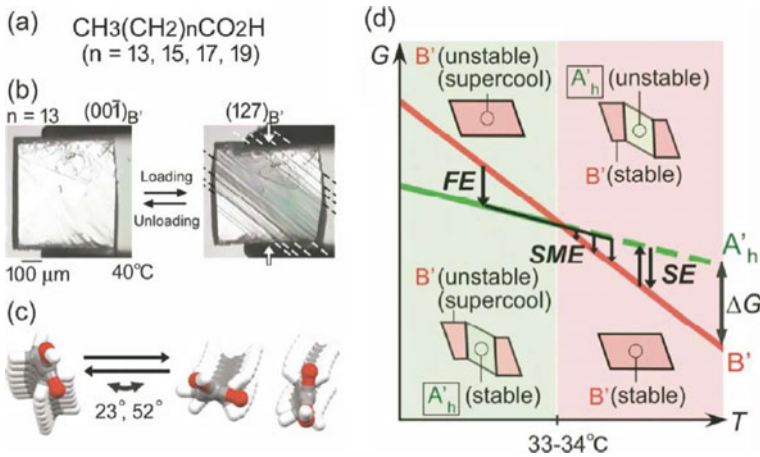 (a)
CH3(CH2)nCO2H
(n = 13, 15, 17, 19)
(b)
n = 13
(001̄)B'
(127)B'
Loading
Unloading
100 μm
40°C
(c)
23°, 52°
(d)
G
B' (unstable)
(supercool)
A'h (unstable)
B' (stable)
FE
SME
SE
A'h
ΔG
B'
B' (unstable)
(supercool)
A'h (stable)
B' (stable)
T
33-34°C